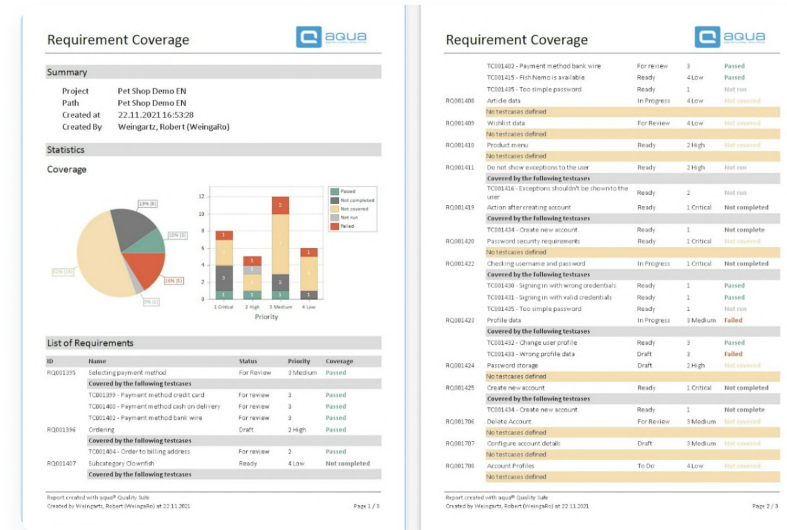 Requirement Coverage
aqua
Summary
Project Pet Shop Demo EN
Path Pet Shop Demo EN
Created at 22.11.2021 16:53:28
Created By Weingartz, Robert (WeingaRo)
Statistics
Coverage
12
10
8
6
4
2
0
1 Critical 2 High 3 Medium 4 Low
Priority
Passed
Not completed
Not covered
Not run
Failed
List of Requirements
ID Name Status Priority Coverage
RQ001395 Selecting payment method For Review 3 Medium Passed
Covered by the following testcases
TC001399 - Payment method credit card For review 3 Passed
TC001400 - Payment method cash on delivery For review 3 Passed
TC001402 - Payment method bank wire For review 3 Passed
RQ001396 Ordering Draft 2 High Passed
Covered by the following testcases
TC001404 - Order to billing address For review 2 Passed
RQ001407 Subcategory Clownfish Ready 4 Low Not completed
Covered by the following testcases
Report created with aqua® Quality Suite
Created by Weingartz, Robert (WeingaRo) at 22.11.2021 Page 1 / 3
Requirement Coverage
aqua
TC001402 - Payment method bank wire For review 3 Passed
TC001415 - Fish Nemo is available Ready 4 Low Passed
TC001435 - Too simple password Ready 1 Not run
RQ001408 Article data In Progress 4 Low Not covered
No testcases defined
RQ001409 Wishlist data For Review 4 Low Not covered
No testcases defined
RQ001410 Product menu Ready 2 High Not covered
No testcases defined
RQ001411 Do not show exceptions to the user Ready 2 High Not run
Covered by the following testcases
TC001416 - Exceptions shouldn't be shown to the Ready 2 Not run
user
RQ001419 Action after creating account Ready 1 Critical Not completed
Covered by the following testcases
TC001434 - Create new account Ready 1 Not complete
RQ001420 Password security requirements Ready 1 Critical Not covered
No testcases defined
RQ001422 Checking username and password In Progress 1 Critical Not completed
Covered by the following testcases
TC001430 - Signing in with wrong credentials Ready 1 Passed
TC001431 - Signing in with valid credentials Ready 1 Passed
TC001435 - Too simple password Ready 1 Not run
RQ001423 Profile data In Progress 3 Medium Failed
Covered by the following testcases
TC001432 - Change user profile Ready 3 Passed
TC001433 - Wrong profile data Draft 3 Failed
RQ001424 Password storage Draft 2 High Not covered
No testcases defined
RQ001425 Create new account Ready 1 Critical Not completed
Covered by the following testcases
TC001434 - Create new account Ready 1 Not complete
RQ001706 Delete Account For Review 3 Medium Not covered
No testcases defined
RQ001707 Configure account details Draft 3 Medium Not covered
No testcases defined
RQ001708 Account Profiles To Do 4 Low Not covered
No testcases defined
Report created with aqua® Quality Suite
Created by Weingartz, Robert (WeingaRo) at 22.11.2021 Page 2 / 3